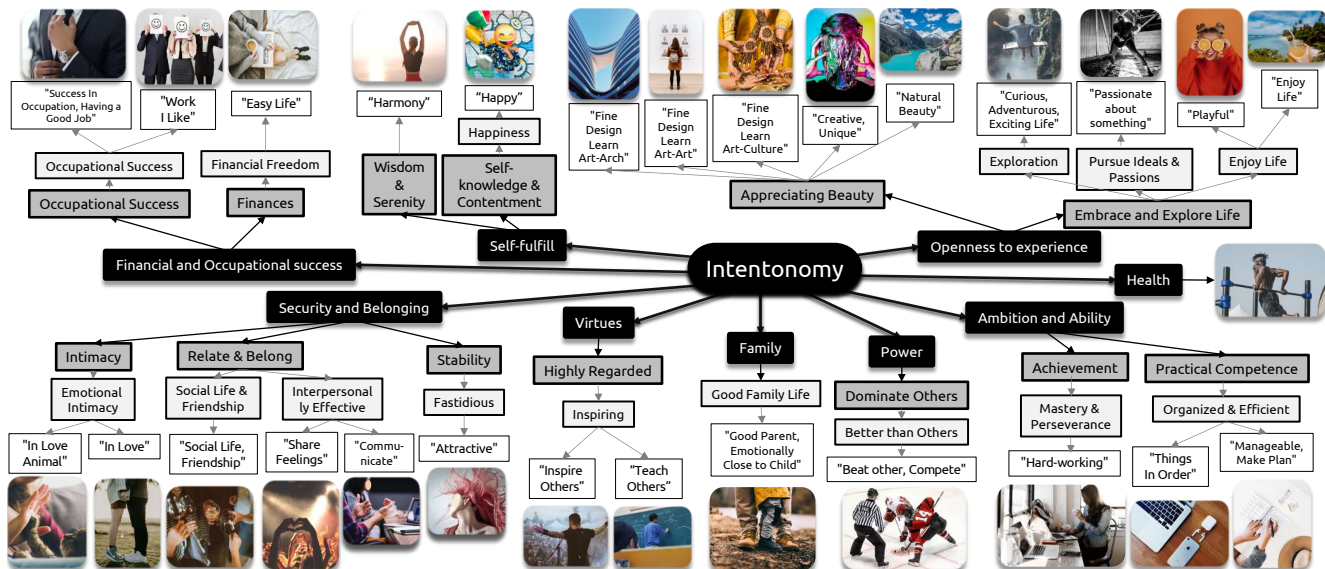 "Success In
Occupation, Having a
Good Job"
"Work
I Like"
"Easy Life"
"Harmony"
"Happy"
"Fine
Design
Learn
Art-Arch"
"Fine
Design
Learn
Art-Art"
"Fine
Design
Learn
Art-Culture"
"Creative,
Unique"
"Natural
Beauty"
"Curious,
Adventurous,
Exciting Life"
"Passionate
about
something"
"Playful"
"Enjoy
Life"
Occupational Success
Financial Freedom
Happiness
Exploration
Pursue Ideals &
Passions
Enjoy Life
Occupational Success
Finances
Wisdom
&
Serenity
Self-
knowledge &
Contentment
Appreciating Beauty
Embrace and Explore Life
Financial and Occupational success
Self-fulfill
Intentonomy
Openness to experience
Health
Security and Belonging
Virtues
Family
Power
Ambition and Ability
Intimacy
Relate & Belong
Stability
Highly Regarded
Dominate Others
Achievement
Practical Competence
Emotional
Intimacy
Social Life &
Friendship
Interpersonal
ly Effective
Fastidious
Inspiring
Good Family Life
Better than Others
Mastery &
Perseverance
Organized & Efficient
"In Love
Animal"
"In Love"
"Social Life,
Friendship"
"Share
Feelings"
"Commu-
nicate"
"Attractive"
"Inspire
Others"
"Teach
Others"
"Good Parent,
Emotionally
Close to Child"
"Beat other, Compete"
"Hard-working"
"Things
In Order"
"Manageable,
Make Plan"